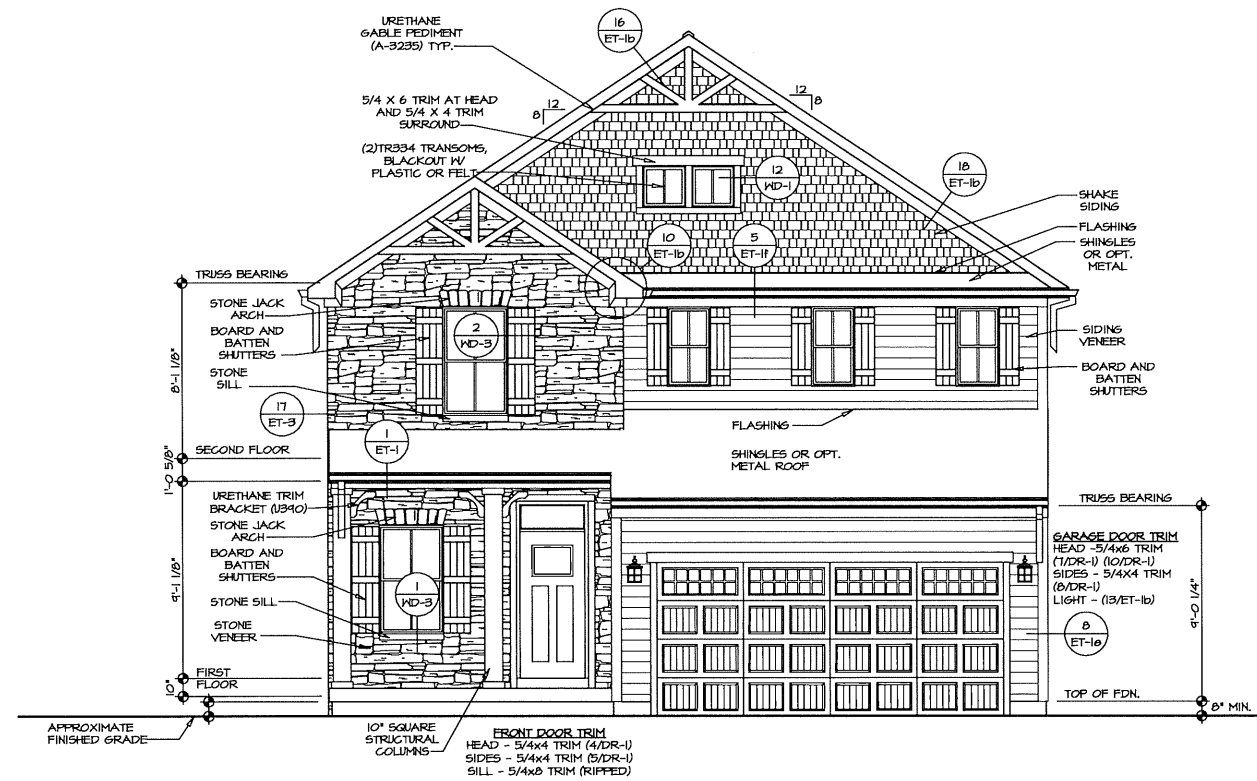 URETHANE
GABLE PEDIMENT
(A-3235) TYP.
16
ET-1b
5/4 X 6 TRIM AT HEAD
AND 5/4 X 4 TRIM
SURROUND
12
8
12
8
(2)TR334 TRANSOMS,
BLACKOUT W/
PLASTIC OR FELT
12
WD-1
18
ET-1b
SHAKE
SIDING
FLASHING
SHINGLES
OR OPT.
METAL
10
ET-1b
5
ET-1f
TRUSS BEARING
STONE JACK
ARCH
BOARD AND
BATTEN
SHUTTERS
STONE
SILL
2
WD-3
SIDING
VENEER
BOARD AND
BATTEN
SHUTTERS
8'-1 1/8"
17
ET-3
1
ET-1
FLASHING
SECOND FLOOR
SHINGLES OR OPT.
METAL ROOF
1'-0 5/8"
URETHANE TRIM
BRACKET (U390)
STONE JACK
ARCH
BOARD AND
BATTEN
SHUTTERS
STONE SILL
STONE
VENEER
1
WD-3
9'-1 1/8"
FIRST
FLOOR
10"
TRUSS BEARING
GARAGE DOOR TRIM
HEAD -5/4x6 TRIM
(7/DR-1) (10/DR-1)
SIDES - 5/4X4 TRIM
(8/DR-1)
LIGHT - (13/ET-1b)
9'-0 1/4"
8
ET-1a
TOP OF FDN.
8" MIN.
APPROXIMATE
FINISHED GRADE
10" SQUARE
STRUCTURAL
COLUMNS
FRONT DOOR TRIM
HEAD - 5/4x4 TRIM (4/DR-1)
SIDES - 5/4x4 TRIM (5/DR-1)
SILL - 5/4x8 TRIM (RIPPED)